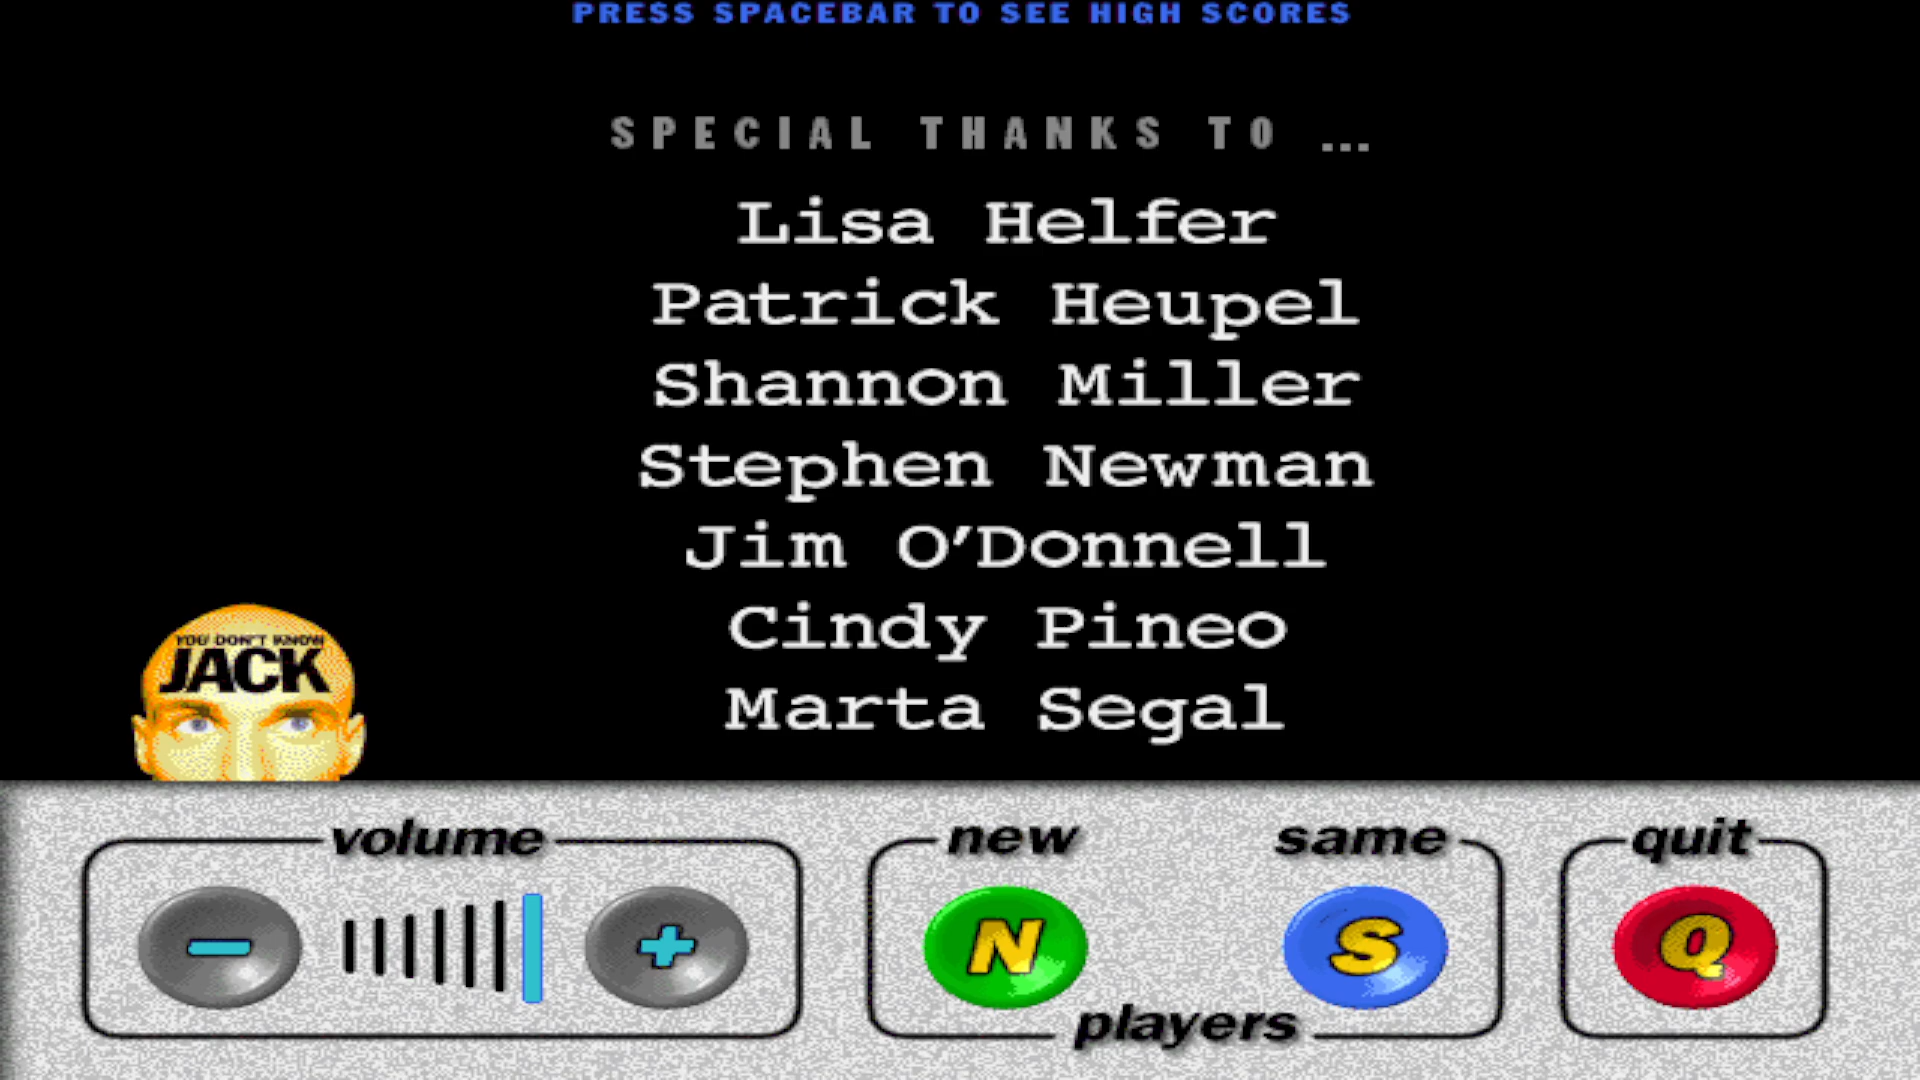 PRESS SPACEBAR TO SEE HIGH SCORES
SPECIAL THANKS TO ...
Lisa Helfer
Patrick Heupel
Shannon Miller
Stephen Newman
Jim O’Donnell
Cindy Pineo
Marta Segal
YOU DON'T KNOW
JACK
volume
new
same
quit
N
S
Q
players